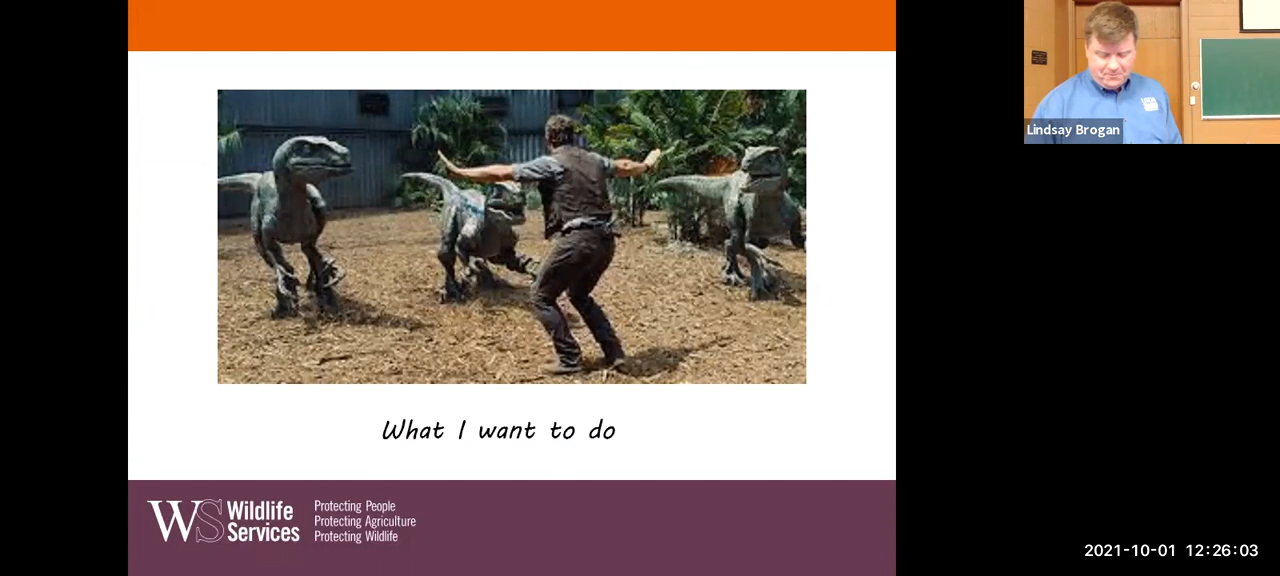 What I want to do
WS Wildlife
Services
Protecting People
Protecting Agriculture
Protecting Wildlife
Lindsay Brogan
2021-10-01 12:26:03